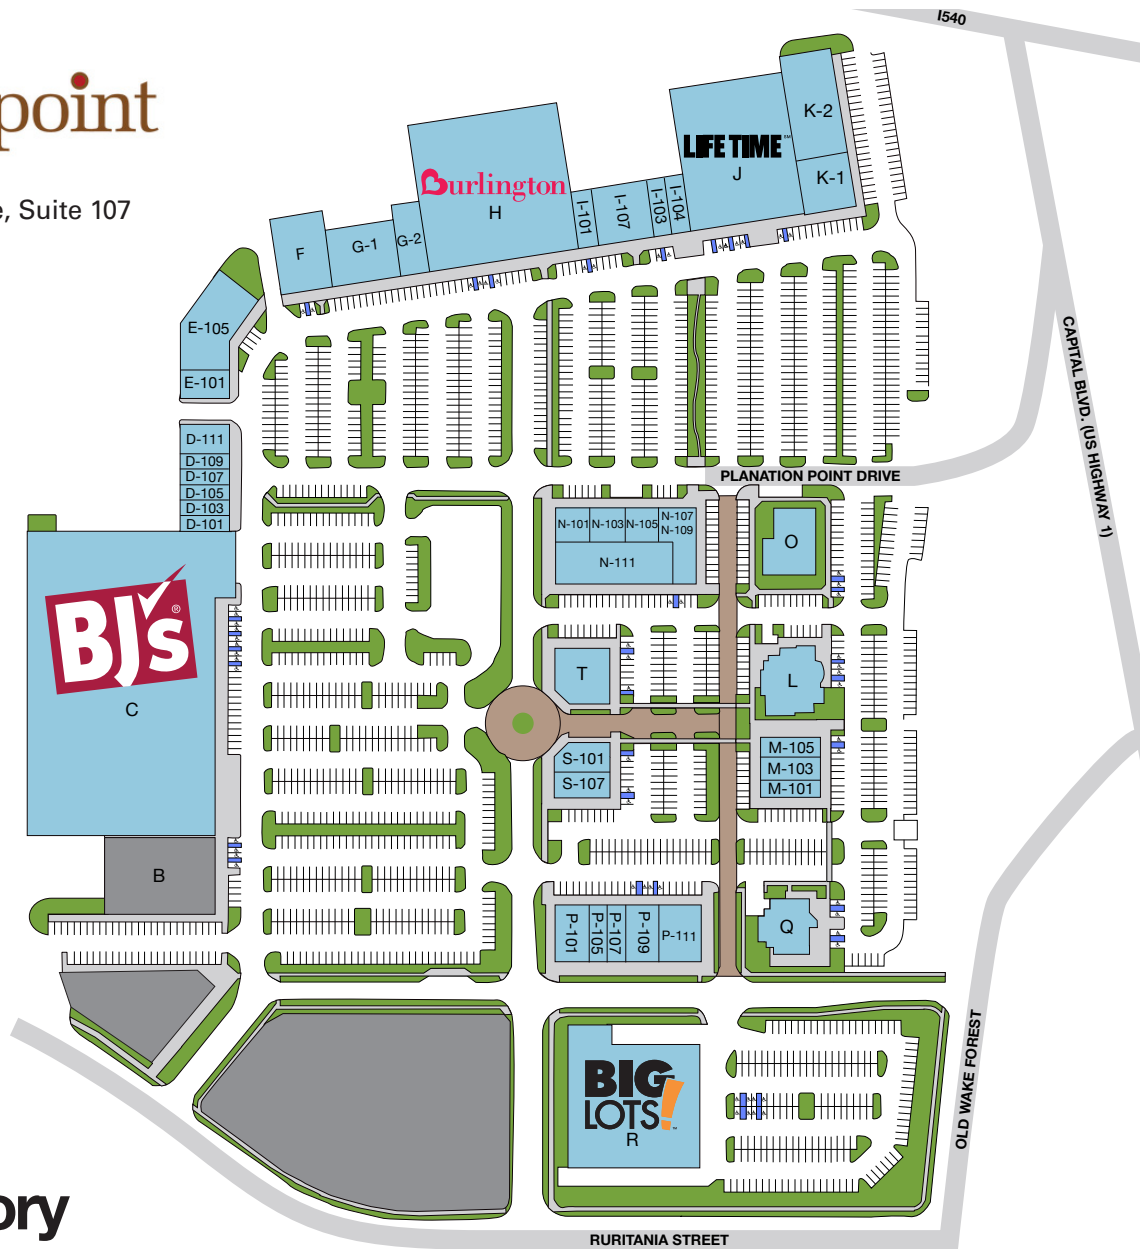 I540
point
e, Suite 107
K-2
LIFE TIME℠
K-1
J
Burlington
H
I-101
I-107
I-103
I-104
F
G-1
G-2
E-105
E-101
CAPITAL BLVD. (US HIGHWAY 1)
D-111
D-109
D-107
D-105
D-103
D-101
PLANATION POINT DRIVE
N-101
N-103
N-105
N-107
N-109
N-111
O
BJ's®
C
T
L
S-101
S-107
M-105
M-103
M-101
B
P-101
P-105
P-107
P-109
P-111
Q
BIG
LOTS!™
R
OLD WAKE FOREST
ory
RURITANIA STREET